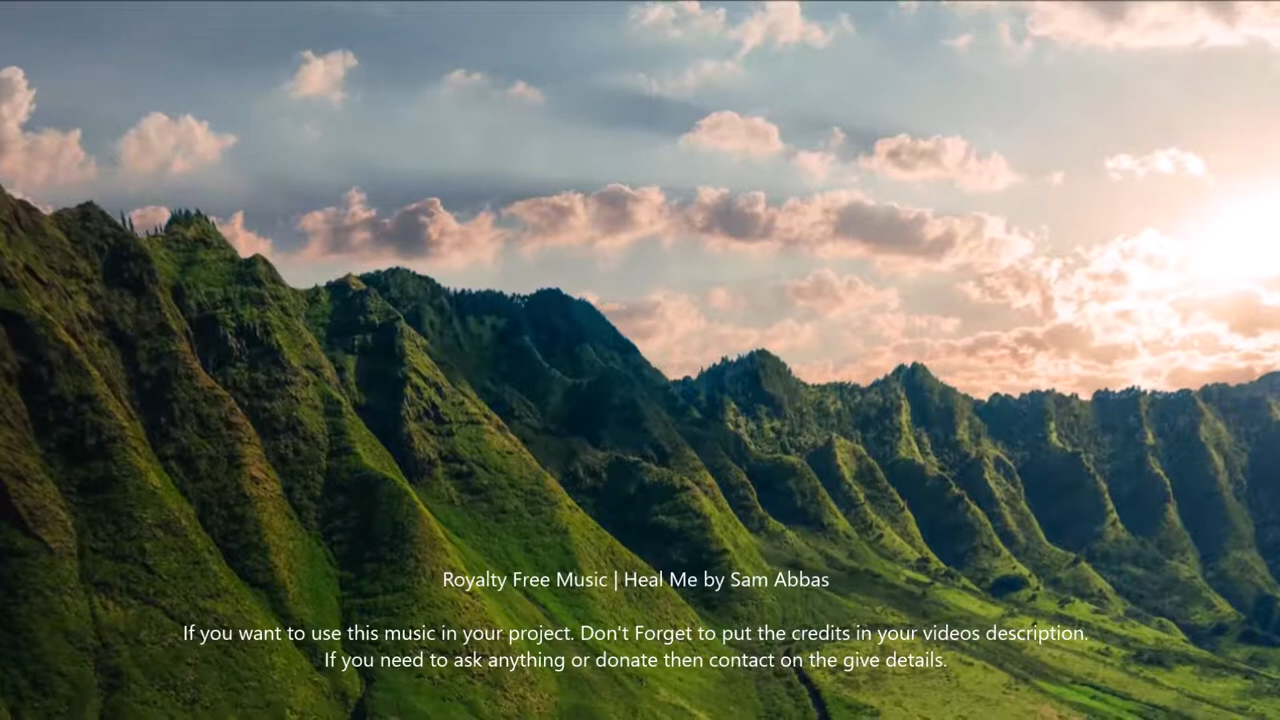 Royalty Free Music | Heal Me by Sam Abbas
If you want to use this music in your project. Don't Forget to put the credits in your videos description.
If you need to ask anything or donate then contact on the give details.